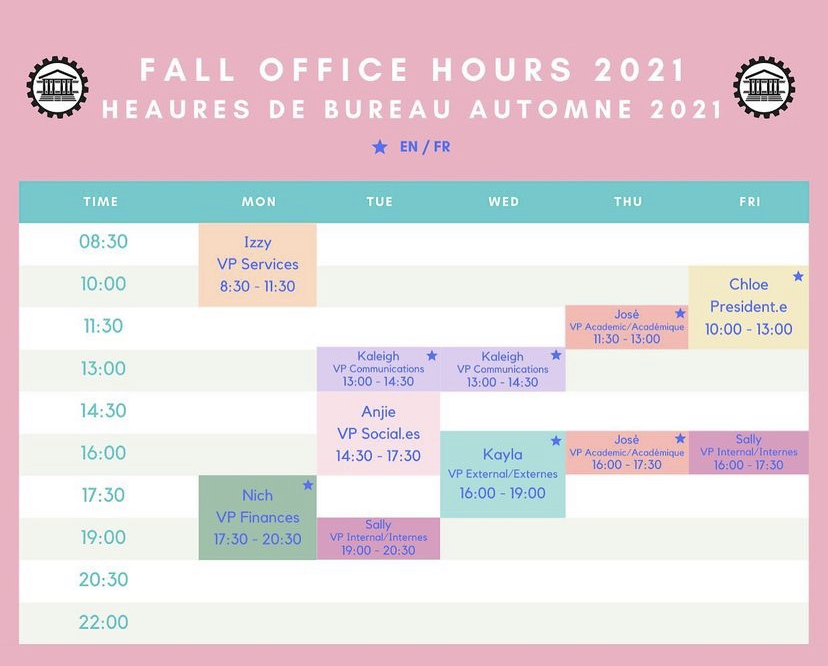 FALL OFFICE HOURS 2021
HEAURES DE BUREAU AUTOMNE 2021
★ EN / FR
TIME MON TUE WED THU FRI
08:30
10:00
11:30
13:00
14:30
16:00
17:30
19:00
20:30
22:00
Izzy
VP Services
8:30 - 11:30
Nich
VP Finances
17:30 - 20:30
Kaleigh
VP Communications
13:00 - 14:30
Anjie
VP Social.es
14:30 - 17:30
Sally
VP Internal/Internes
19:00 - 20:30
Kaleigh
VP Communications
13:00 - 14:30
Kayla
VP External/Externes
16:00 - 19:00
José
VP Academic/Acadèmique
11:30 - 13:00
José
VP Academic/Acadèmique
16:00 - 17:30
Chloe
President.e
10:00 - 13:00
Sally
VP Internal/Internes
16:00 - 17:30